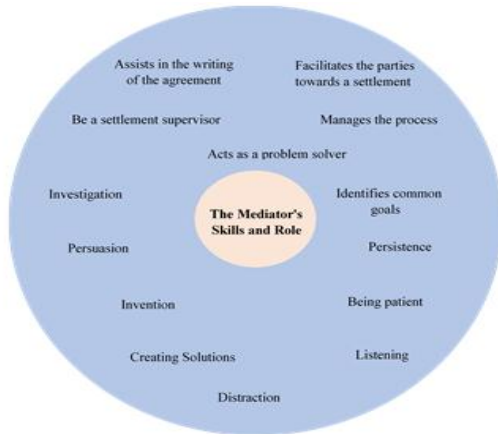 Assists in the writing
of the agreement
Facilitates the parties
towards a settlement
Be a settlement supervisor
Manages the process
Acts as a problem solver
Investigation
Identifies common
goals
The Mediator's
Skills and Role
Persuasion
Persistence
Invention
Being patient
Creating Solutions
Listening
Distraction